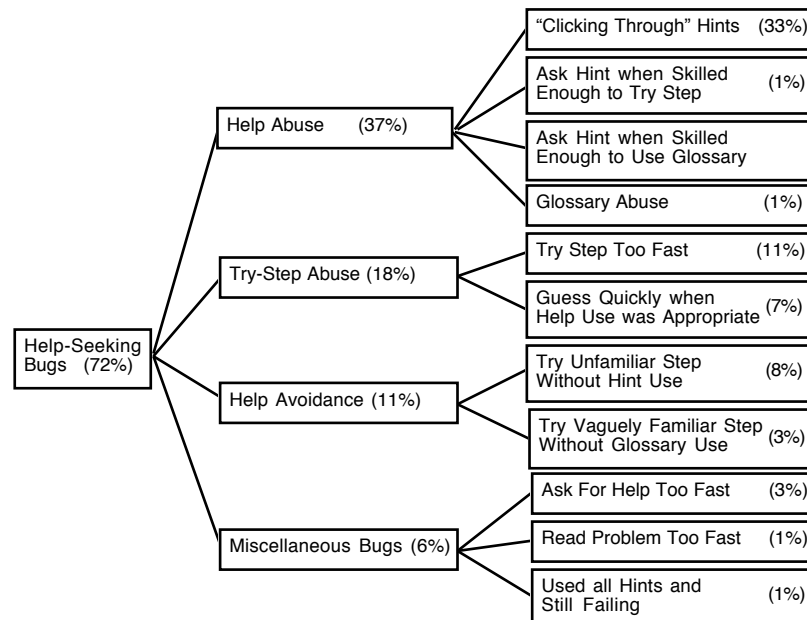 “Clicking Through” Hints (33%)
Ask Hint when Skilled
Enough to Try Step (1%)
Help Abuse (37%)
Ask Hint when Skilled
Enough to Use Glossary
Glossary Abuse (1%)
Try Step Too Fast (11%)
Try-Step Abuse (18%)
Guess Quickly when
Help Use was Appropriate (7%)
Help-Seeking
Bugs (72%)
Try Unfamiliar Step
Without Hint Use (8%)
Help Avoidance (11%)
Try Vaguely Familiar Step
Without Glossary Use (3%)
Ask For Help Too Fast (3%)
Miscellaneous Bugs (6%)
Read Problem Too Fast (1%)
Used all Hints and
Still Failing (1%)